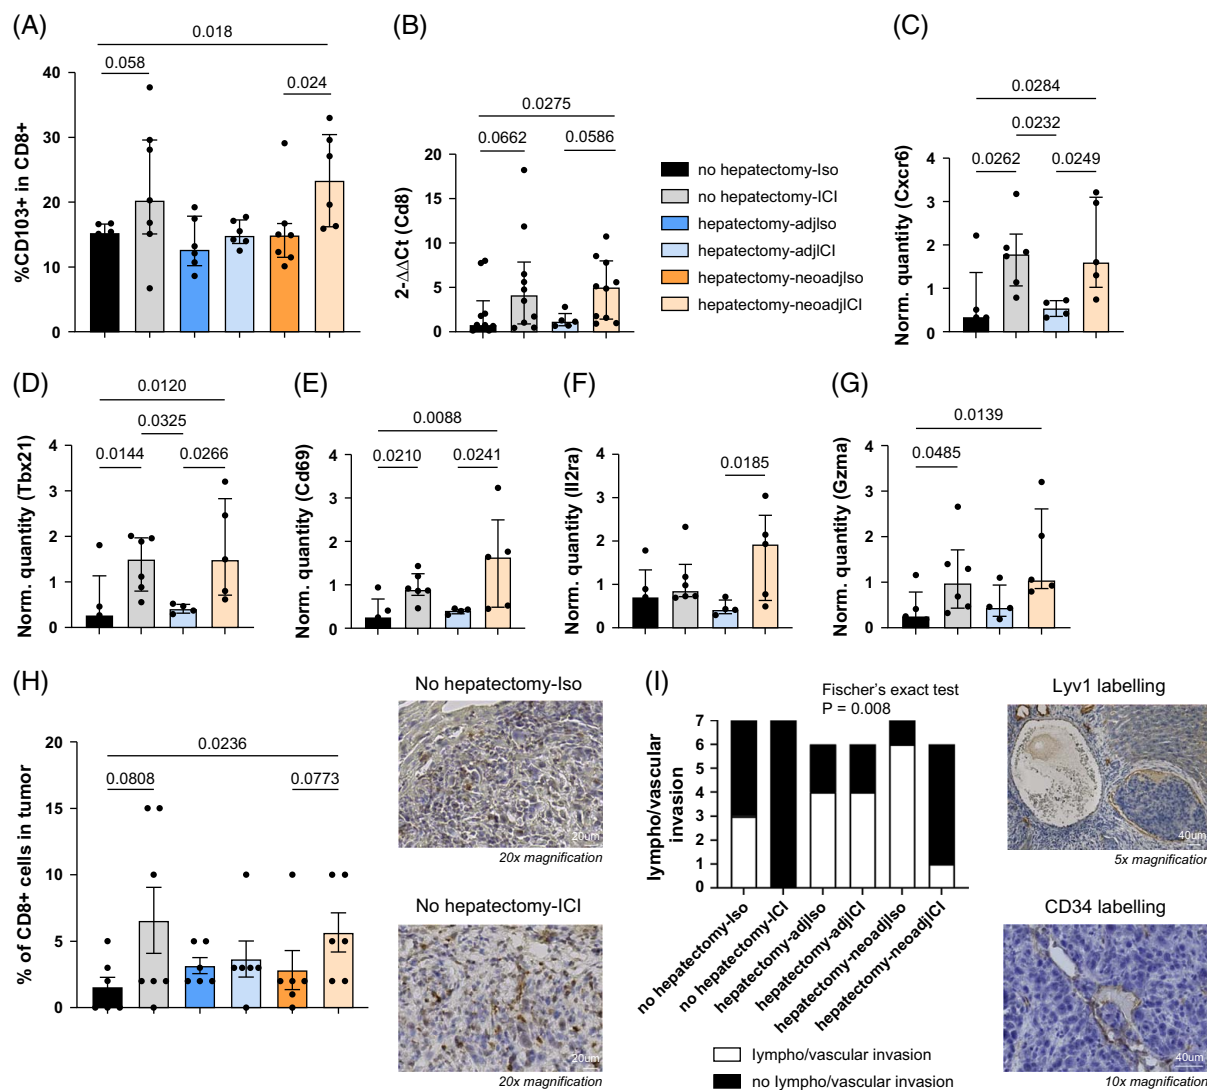 (A)
0.018
0.058
0.024
%CD103+ in CD8+
40
30
20
10
0
(B)
0.0275
0.0662
0.0586
2-ΔΔCt (Cd8)
20
15
10
5
0
no hepatectomy-Iso
no hepatectomy-ICI
hepatectomy-adjIso
hepatectomy-adjICI
hepatectomy-neoadjIso
hepatectomy-neoadjICI
(C)
0.0284
0.0232
0.0262
0.0249
Norm. quantity (Cxcr6)
4
3
2
1
0
(D)
0.0120
0.0325
0.0144
0.0266
Norm. quantity (Tbx21)
4
3
2
1
0
(E)
0.0088
0.0210
0.0241
Norm. quantity (Cd69)
4
3
2
1
0
(F)
0.0185
Norm. quantity (Il2ra)
4
3
2
1
0
(G)
0.0139
0.0485
Norm. quantity (Gzma)
4
3
2
1
0
(H)
0.0236
0.0808
0.0773
% of CD8+ cells in tumor
20
15
10
5
0
No hepatectomy-Iso
20um
20x magnification
No hepatectomy-ICI
20um
20x magnification
(I)
Fischer's exact test
P = 0.008
lympho/vascular
invasion
7
6
5
4
3
2
1
0
no hepatectomy-Iso
no hepatectomy-ICI
hepatectomy-adjIso
hepatectomy-adjICI
hepatectomy-neoadjIso
hepatectomy-neoadjICI
lympho/vascular invasion
no lympho/vascular invasion
Lyv1 labelling
40um
5x magnification
CD34 labelling
40um
10x magnification